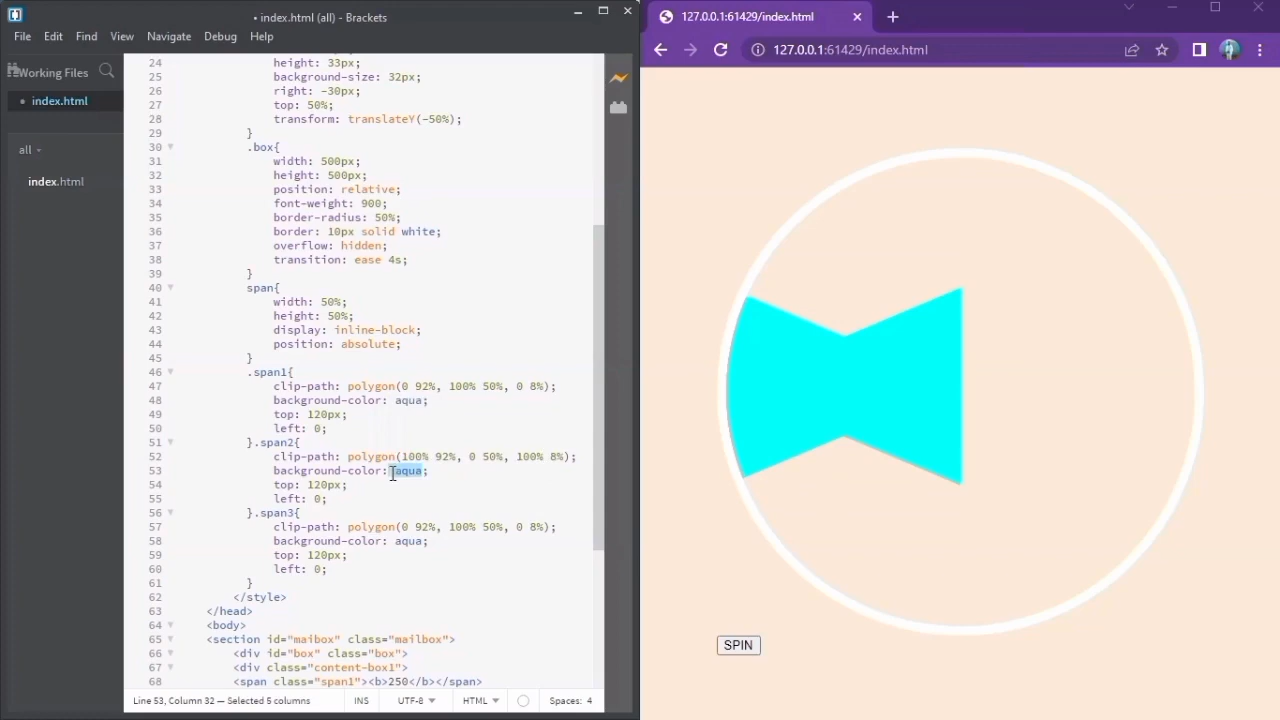 • index.html (all) - Brackets
File Edit Find View Navigate Debug Help
Working Files
• index.html
all
index.html
24 height: 33px;
25 background-size: 32px;
26 right: -30px;
27 top: 50%;
28 transform: translateY(-50%);
29 }
30 .box{
31 width: 500px;
32 height: 500px;
33 position: relative;
34 font-weight: 900;
35 border-radius: 50%;
36 border: 10px solid white;
37 overflow: hidden;
38 transition: ease 4s;
39 }
40 span{
41 width: 50%;
42 height: 50%;
43 display: inline-block;
44 position: absolute;
45 }
46 .span1{
47 clip-path: polygon(0 92%, 100% 50%, 0 8%);
48 background-color: aqua;
49 top: 120px;
50 left: 0;
51 }.span2{
52 clip-path: polygon(100% 92%, 0 50%, 100% 8%);
53 background-color: aqua;
54 top: 120px;
55 left: 0;
56 }.span3{
57 clip-path: polygon(0 92%, 100% 50%, 0 8%);
58 background-color: aqua;
59 top: 120px;
60 left: 0;
61 }
62 </style>
63 </head>
64 <body>
65 <section id="maibox" class="mailbox">
66 <div id="box" class="box">
67 <div class="content-box1">
68 <span class="span1"><b>250</b></span>
Line 53, Column 32 — Selected 5 columns INS UTF-8 HTML Spaces: 4
127.0.0.1:61429/index.html
127.0.0.1:61429/index.html
SPIN